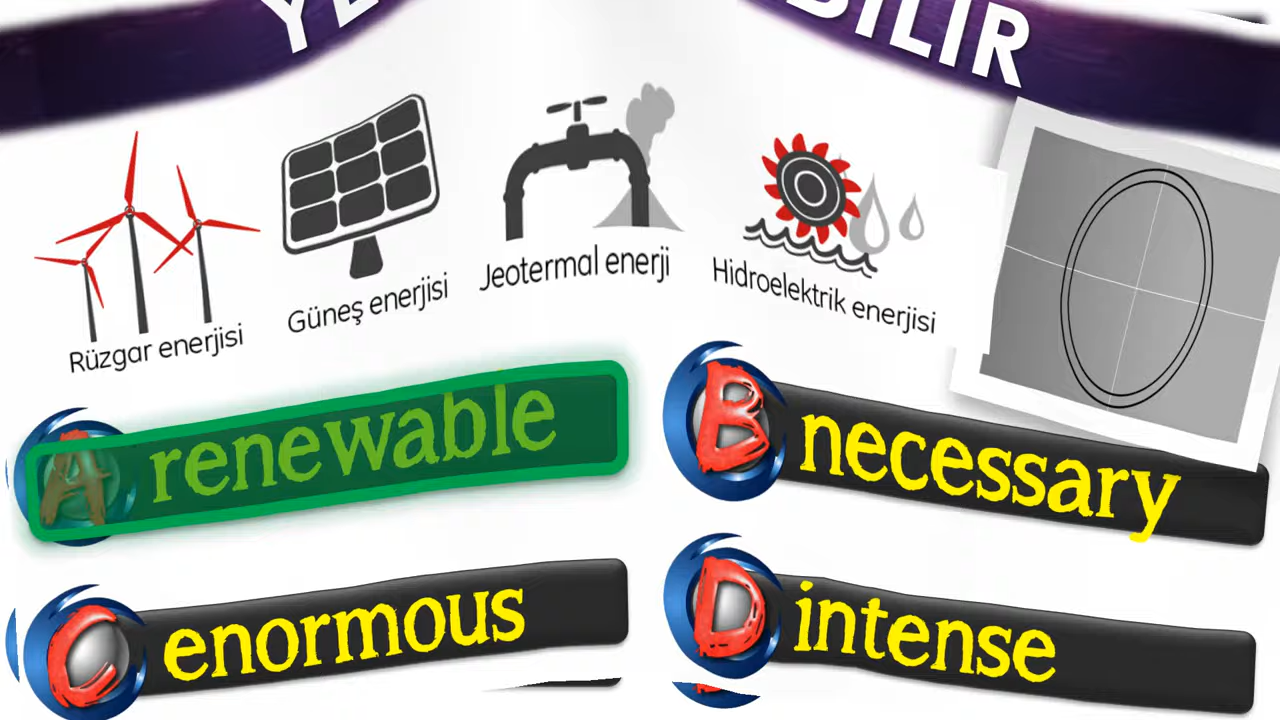 BİLİR
Rüzgar enerjisi
Güneş enerjisi
Jeotermal enerji
Hidroelektrik enerjisi
A renewable
B necessary
C enormous
D intense